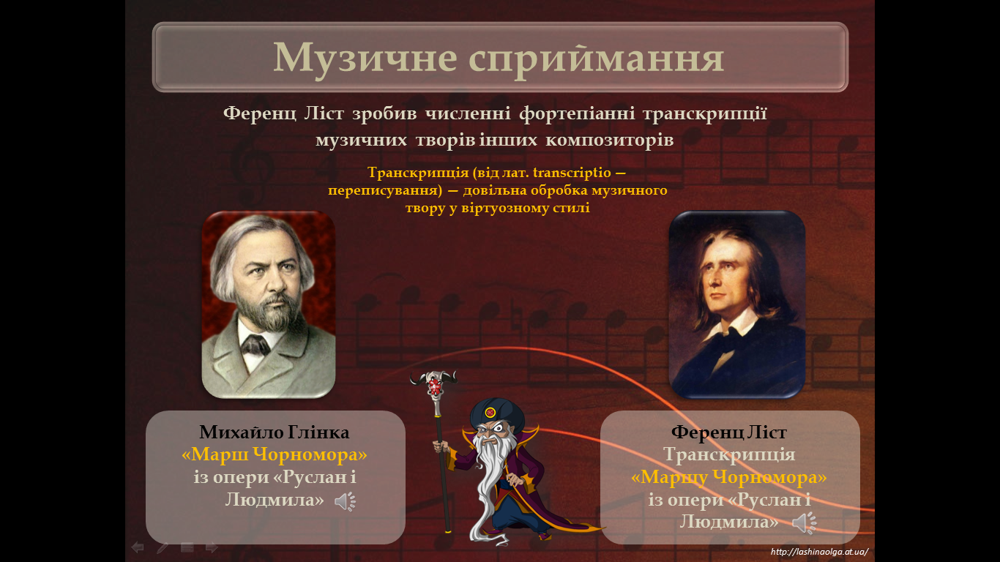 Музичне сприймання
Ференц Ліст зробив численні фортепіанні транскрипції
музичних творів інших композиторів
Транскрипція (від лат. transcriptio —
переписування) — довільна обробка музичного
твору у віртуозному стилі
Михайло Глінка
«Марш Чорномора»
із опери «Руслан і
Людмила»
Ференц Ліст
Транскрипція
«Маршу Чорномора»
із опери «Руслан і
Людмила»
http://lashinaolga.at.ua/